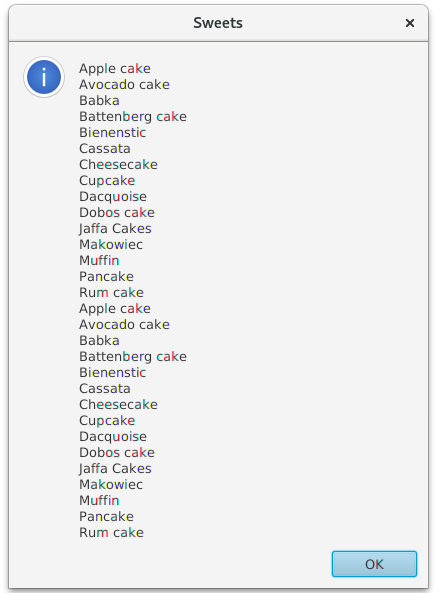 Sweets
Apple cake
Avocado cake
Babka
Battenberg cake
Bienenstic
Cassata
Cheesecake
Cupcake
Dacquoise
Dobos cake
Jaffa Cakes
Makowiec
Muffin
Pancake
Rum cake
Apple cake
Avocado cake
Babka
Battenberg cake
Bienenstic
Cassata
Cheesecake
Cupcake
Dacquoise
Dobos cake
Jaffa Cakes
Makowiec
Muffin
Pancake
Rum cake
OK